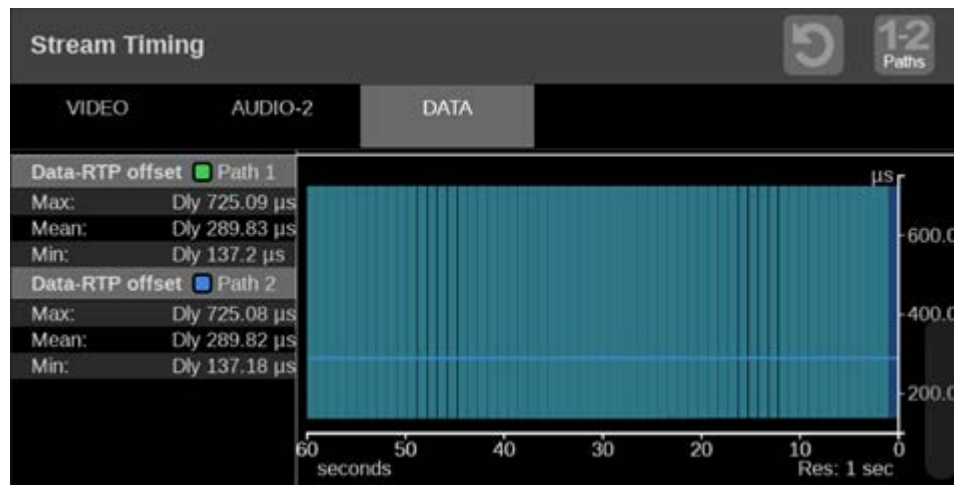 Stream Timing
1-2
Paths
VIDEO AUDIO-2 DATA
Data-RTP offset Path 1
Max: Dly 725.09 µs
Mean: Dly 289.83 µs
Min: Dly 137.2 µs
Data-RTP offset Path 2
Max: Dly 725.08 µs
Mean: Dly 289.82 µs
Min: Dly 137.18 µs
µs
600.0
400.0
200.0
60 50 40 30 20 10 0
seconds Res: 1 sec